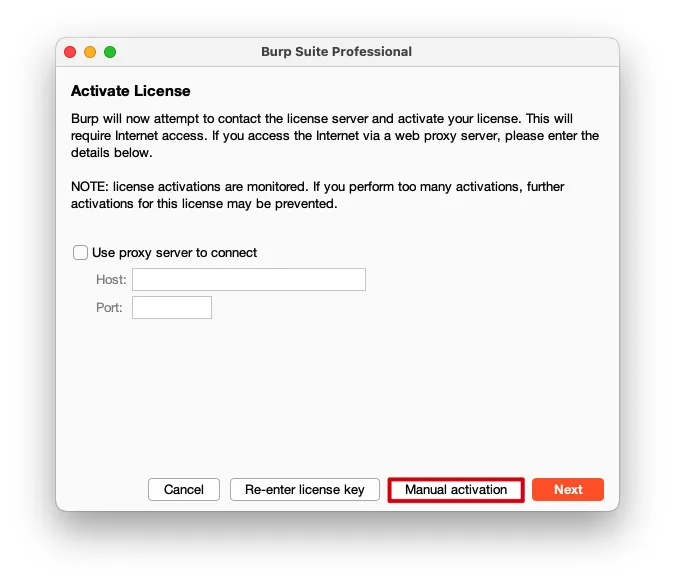 Burp Suite Professional
Activate License
Burp will now attempt to contact the license server and activate your license. This will
require Internet access. If you access the Internet via a web proxy server, please enter the
details below.
NOTE: license activations are monitored. If you perform too many activations, further
activations for this license may be prevented.
Use proxy server to connect
Host:
Port:
Cancel Re-enter license key Manual activation Next